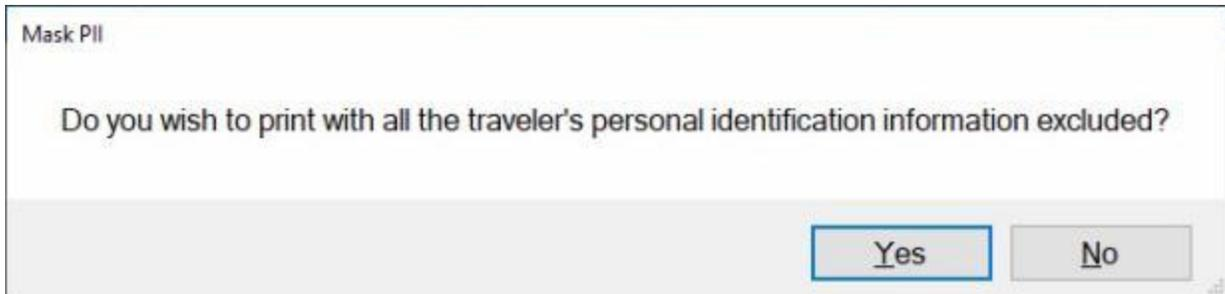 Mask PII
Do you wish to print with all the traveler's personal identification information excluded?
Yes
No